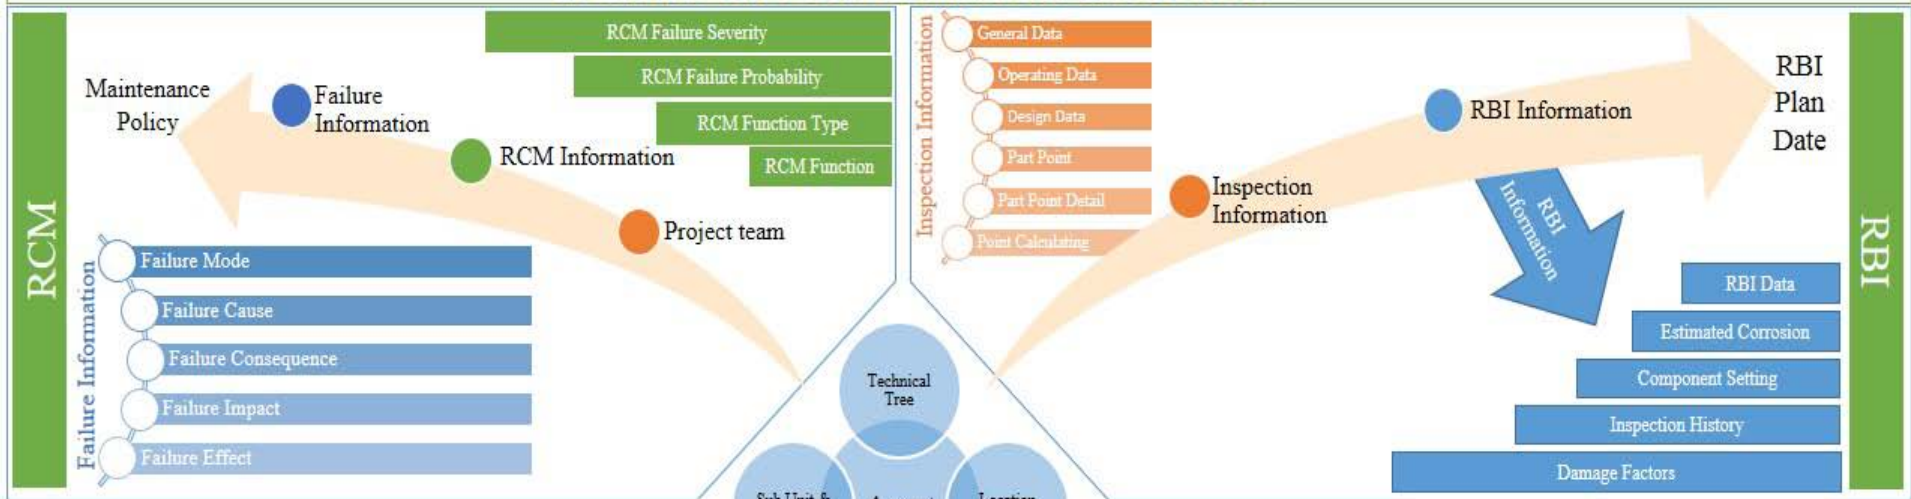 RCM
Maintenance
Policy
Failure
Information
RCM Information
Project team
RCM Failure Severity
RCM Failure Probability
RCM Function Type
RCM Function
Failure Information
Failure Mode
Failure Cause
Failure Consequence
Failure Impact
Failure Effect
Technical
Tree
Sub Unit &
Location
Inspection Information
General Data
Operating Data
Design Data
Part Point
Part Point Detail
Point Calculating
Inspection
Information
RBI Information
RBI
Plan
Date
RBI
Information
RBI Data
Estimated Corrosion
Component Setting
Inspection History
Damage Factors
RBI